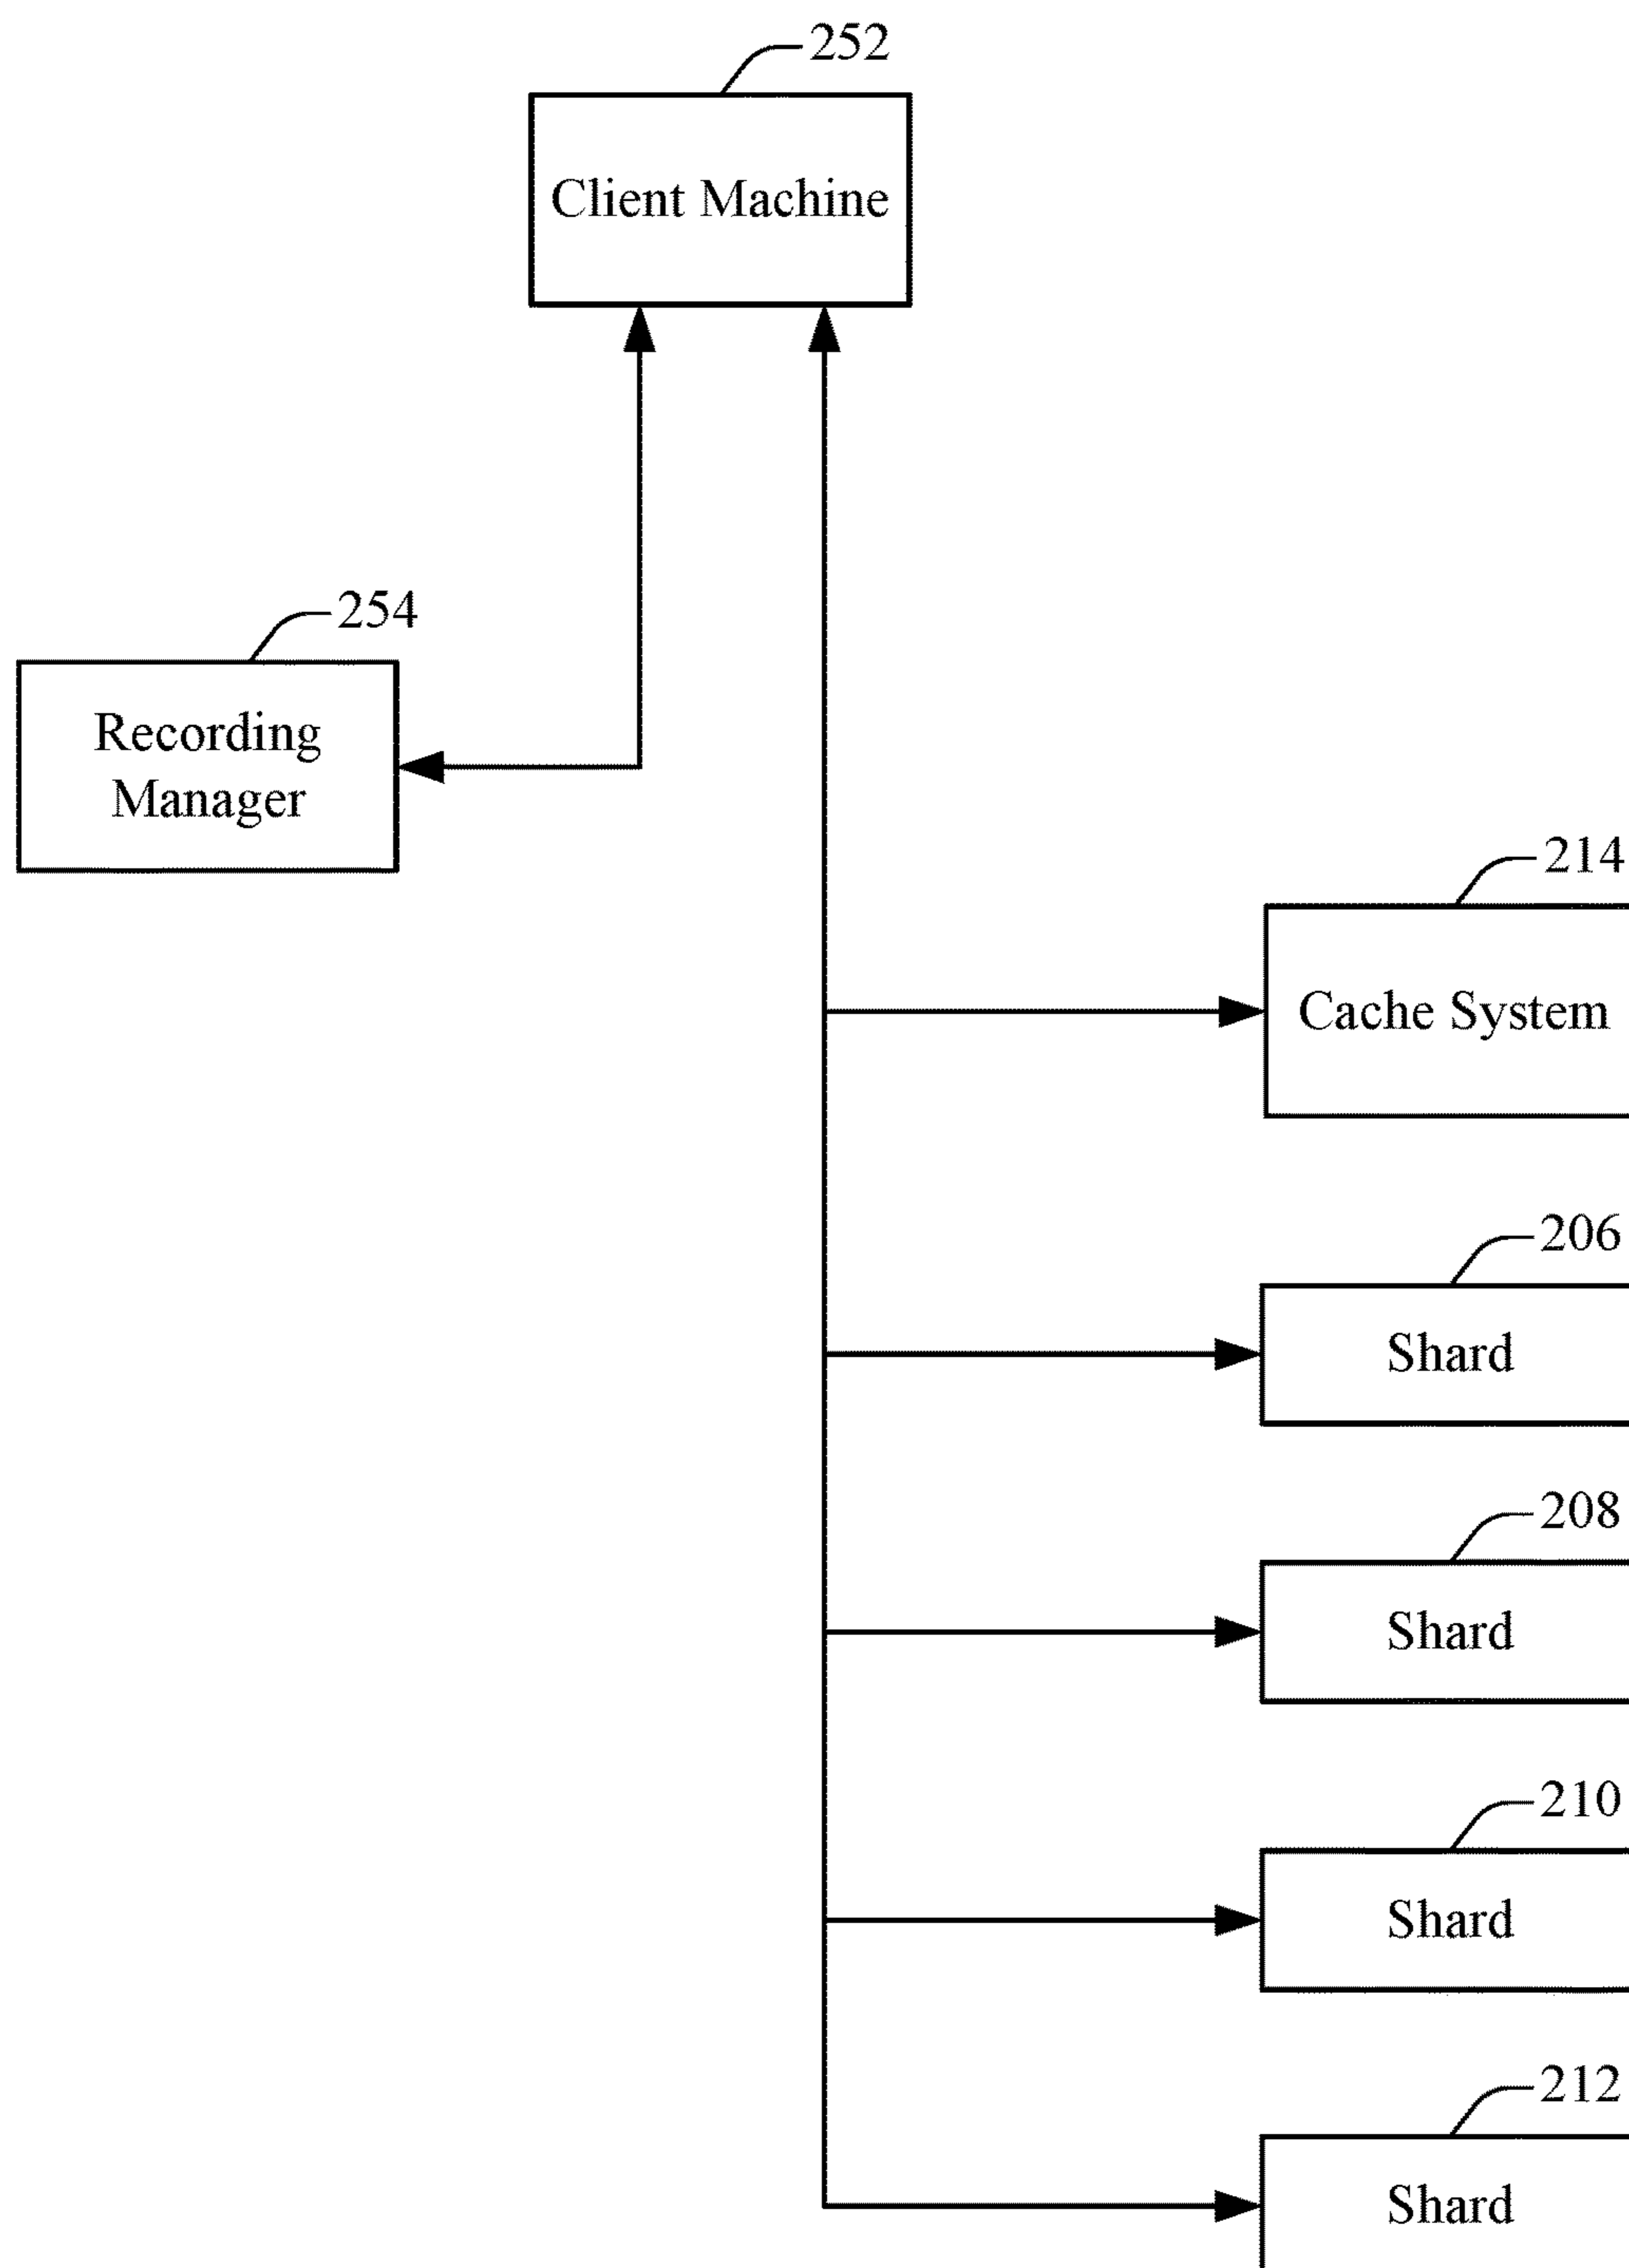 252
Client Machine
254
Recording
Manager
214
Cache System
206
Shard
208
Shard
210
Shard
212
Shard